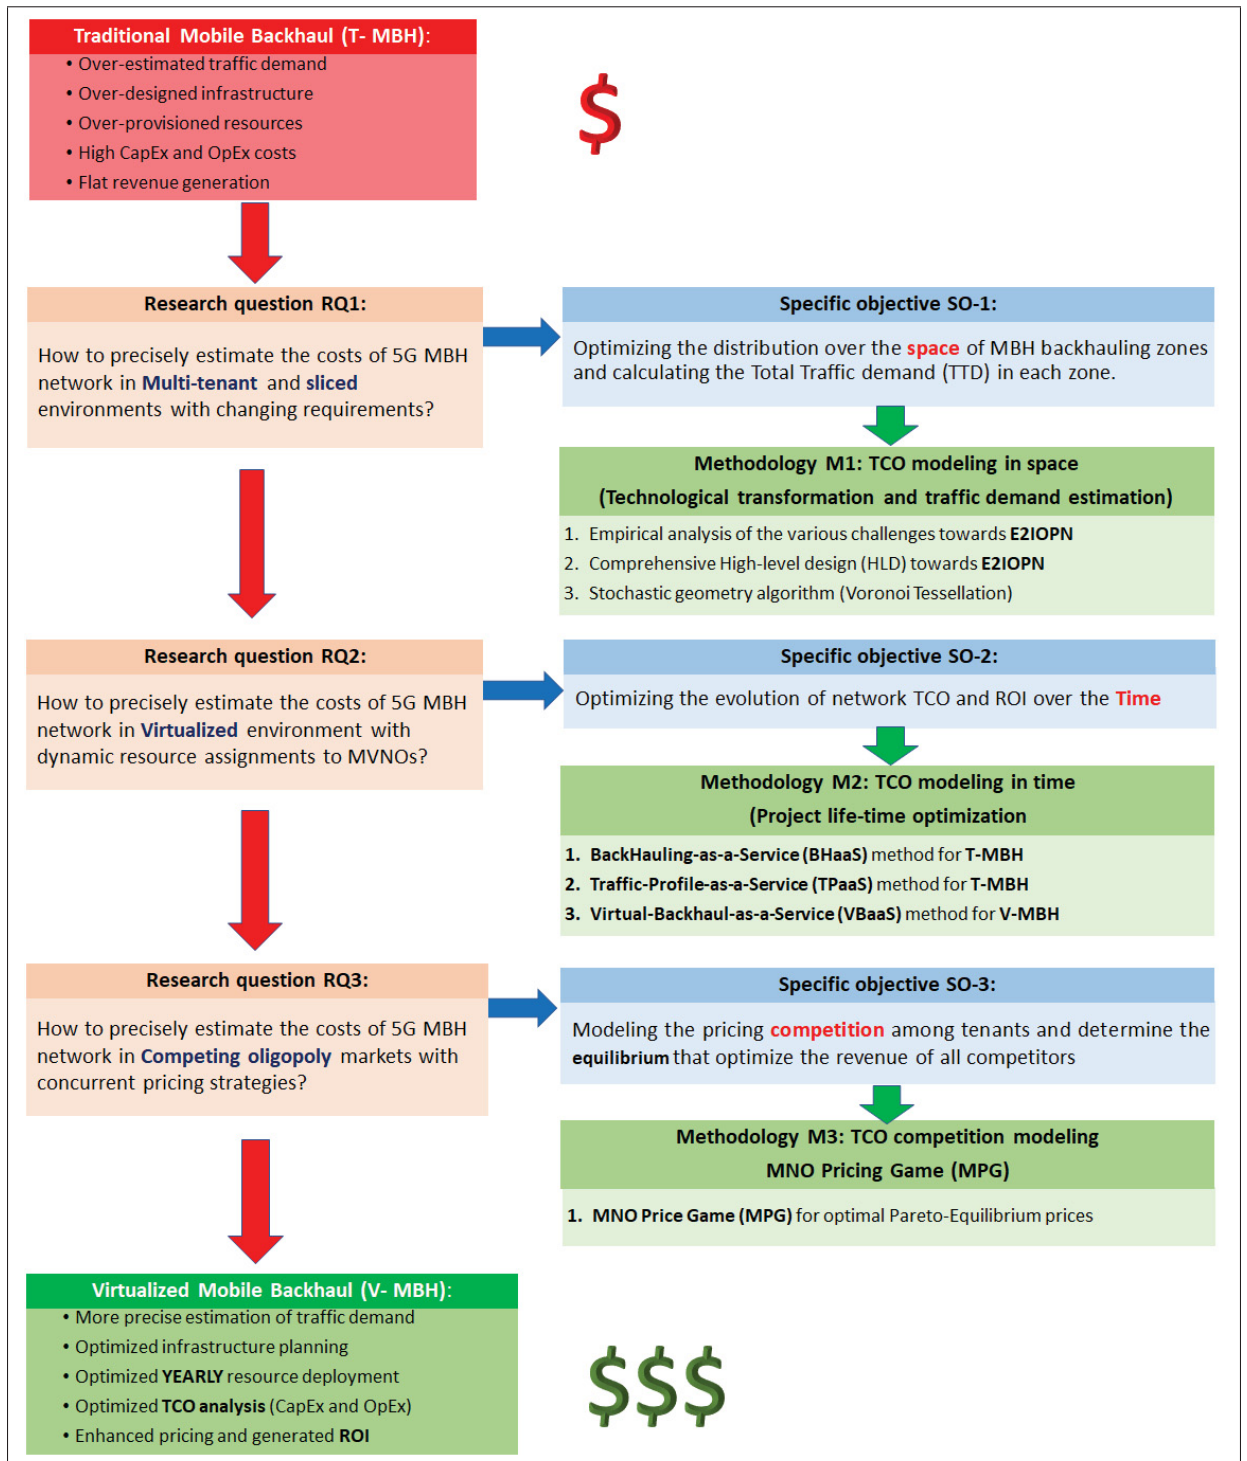 Traditional Mobile Backhaul (T- MBH):
• Over-estimated traffic demand
• Over-designed infrastructure
• Over-provisioned resources
• High CapEx and OpEx costs
• Flat revenue generation
$
Research question RQ1:
How to precisely estimate the costs of 5G MBH
network in Multi-tenant and sliced
environments with changing requirements?
Specific objective SO-1:
Optimizing the distribution over the space of MBH backhauling zones
and calculating the Total Traffic demand (TTD) in each zone.
Methodology M1: TCO modeling in space
(Technological transformation and traffic demand estimation)
1. Empirical analysis of the various challenges towards E2IOPN
2. Comprehensive High-level design (HLD) towards E2IOPN
3. Stochastic geometry algorithm (Voronoi Tessellation)
Research question RQ2:
How to precisely estimate the costs of 5G MBH
network in Virtualized environment with
dynamic resource assignments to MVNOs?
Specific objective SO-2:
Optimizing the evolution of network TCO and ROI over the Time
Methodology M2: TCO modeling in time
(Project life-time optimization
1. BackHauling-as-a-Service (BHaaS) method for T-MBH
2. Traffic-Profile-as-a-Service (TPaaS) method for T-MBH
3. Virtual-Backhaul-as-a-Service (VBaaS) method for V-MBH
Research question RQ3:
How to precisely estimate the costs of 5G MBH
network in Competing oligopoly markets with
concurrent pricing strategies?
Specific objective SO-3:
Modeling the pricing competition among tenants and determine the
equilibrium that optimize the revenue of all competitors
Methodology M3: TCO competition modeling
MNO Pricing Game (MPG)
1. MNO Price Game (MPG) for optimal Pareto-Equilibrium prices
Virtualized Mobile Backhaul (V- MBH):
• More precise estimation of traffic demand
• Optimized infrastructure planning
• Optimized YEARLY resource deployment
• Optimized TCO analysis (CapEx and OpEx)
• Enhanced pricing and generated ROI
$$$